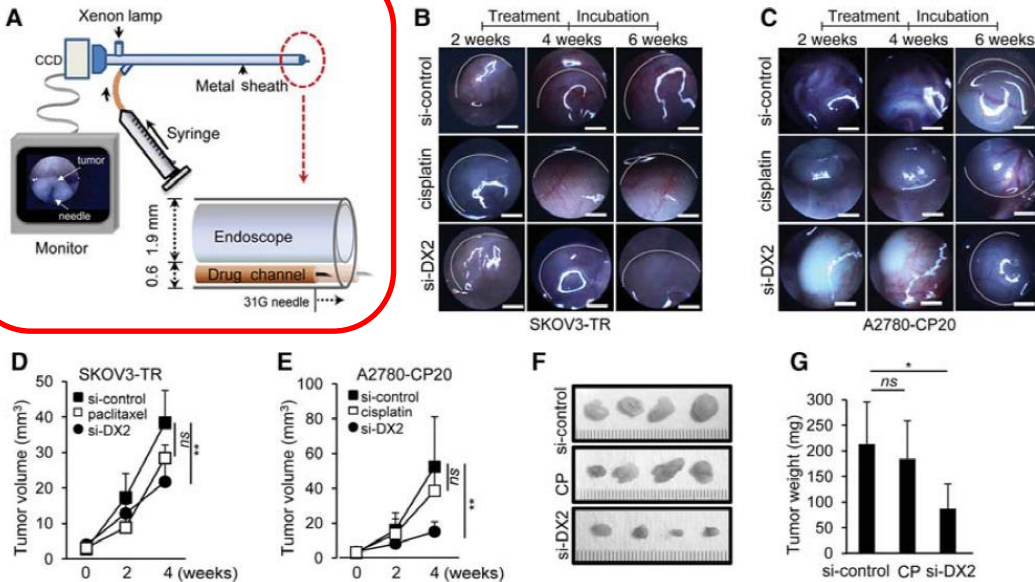 A
Xenon lamp
CCD
Metal sheath
Syringe
tumor
needle
Monitor
0.6 1.9 mm
Endoscope
Drug channel
31G needle
B
Treatment Incubation
2 weeks 4 weeks 6 weeks
si-control
cisplatin
si-DX2
SKOV3-TR
C
Treatment Incubation
2 weeks 4 weeks 6 weeks
si-control
cisplatin
si-DX2
A2780-CP20
D
SKOV3-TR
si-control
paclitaxel
si-DX2
Tumor volume (mm³)
50
40
30
20
10
0
ns
**
0 2 4 (weeks)
E
A2780-CP20
si-control
cisplatin
si-DX2
Tumor volume (mm³)
100
80
60
40
20
0
ns
**
0 2 4 (weeks)
F
si-control
CP
si-DX2
G
*
ns
Tumor weight (mg)
350
300
250
200
150
100
50
0
si-control CP si-DX2